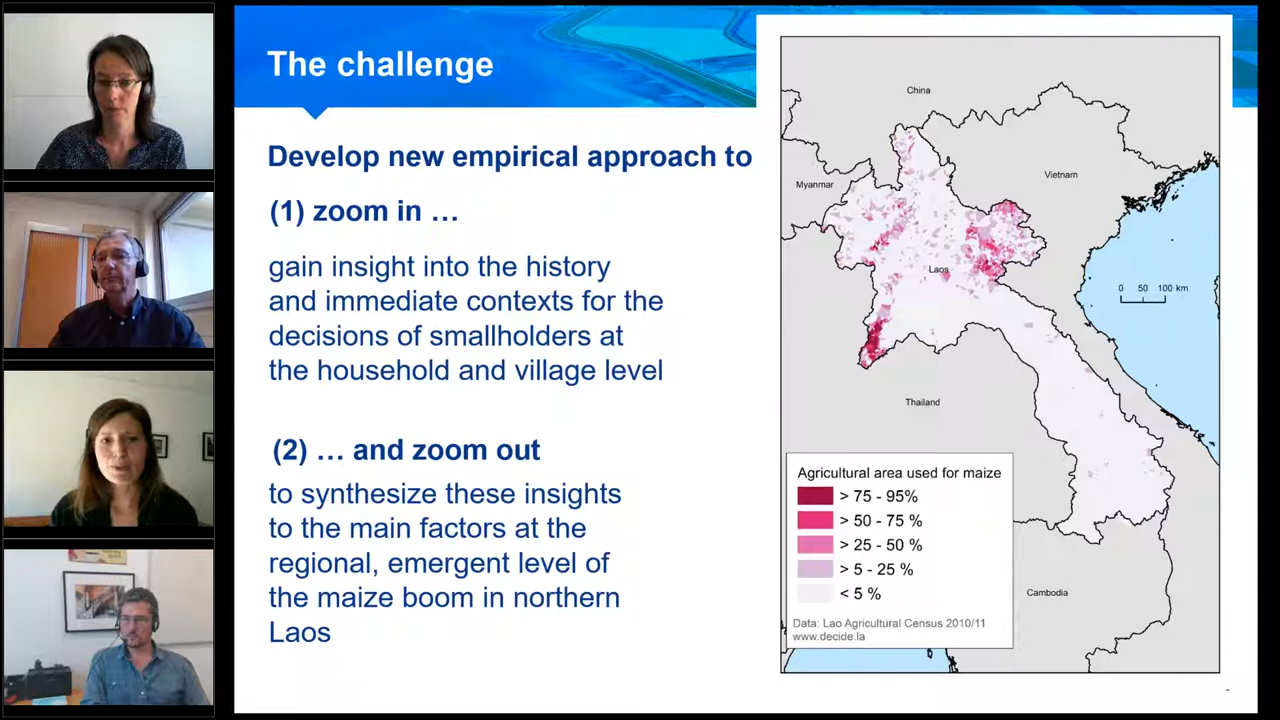 The challenge
Develop new empirical approach to
(1) zoom in …
gain insight into the history
and immediate contexts for the
decisions of smallholders at
the household and village level
(2) … and zoom out
to synthesize these insights
to the main factors at the
regional, emergent level of
the maize boom in northern
Laos
China
Myanmar
Vietnam
Laos
0 50 100 km
Thailand
Cambodia
Agricultural area used for maize
> 75 - 95%
> 50 - 75 %
> 25 - 50 %
> 5 - 25 %
< 5 %
Data: Lao Agricultural Census 2010/11
www.decide.la